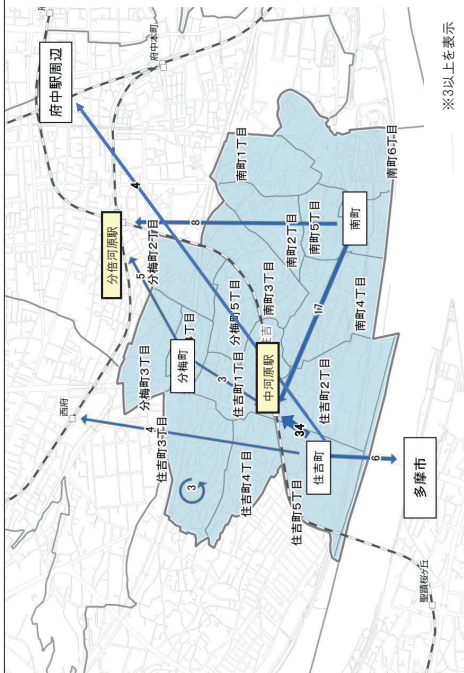 府中本町
府中駅周辺
分倍河原駅
西府
4
8
5
分梅町2丁目
分梅町3丁目
分梅町
丁目
分梅町5丁目
南町1丁目
南町2丁目
南町5丁目
南町
南町6丁目
南町3丁目
南町4丁目
17
住吉町3丁目
4
3
住吉町1丁目
3
住吉町4丁目
中河原駅
住吉
34
住吉町2丁目
住吉町
住吉町5丁目
6
多摩市
聖蹟桜ヶ丘
※3以上を表示